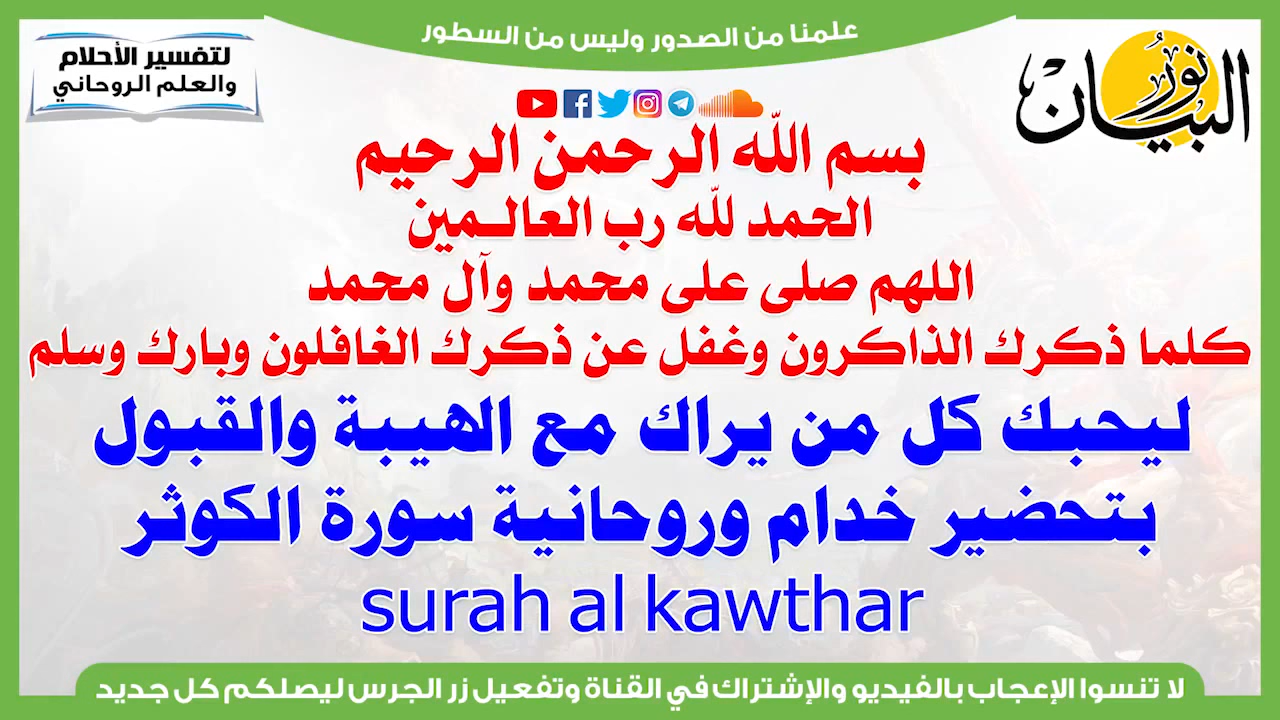 علمنا من الصدور وليس من السطور
لتفسير الأحلام
والعلم الروحاني
نور
البيان
بسم الله الرحمن الرحيم
الحمد لله رب العالـمين
اللهم صلى على محمد وآل محمد
كلما ذكرك الذاكرون وغفل عن ذكرك الغافلون وبارك وسلم
ليحبك كل من يراك مع الهيبة والقبول
بتحضير خدام وروحانية سورة الكوثر
surah al kawthar
لا تنسوا الإعجاب بالفيديو والإشتراك في القناة وتفعيل زر الجرس ليصلكم كل جديد